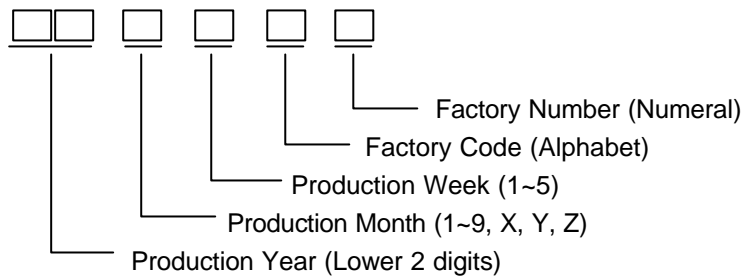 Factory Number (Numeral)
Factory Code (Alphabet)
Production Week (1~5)
Production Month (1~9, X, Y, Z)
Production Year (Lower 2 digits)